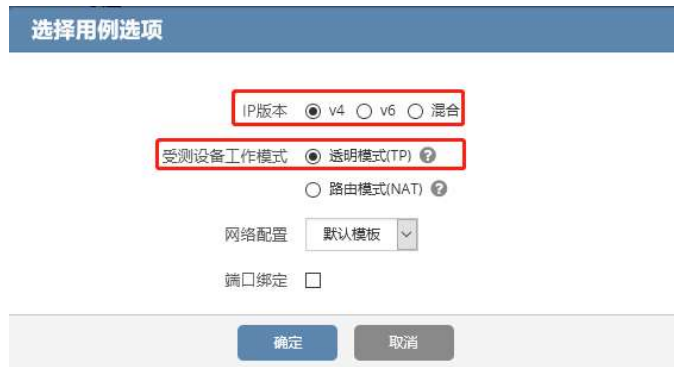 选择用例选项
IP版本 v4 v6 混合
受测设备工作模式 透明模式(TP) ?
路由模式(NAT) ?
网络配置 默认模板
端口绑定
确定 取消